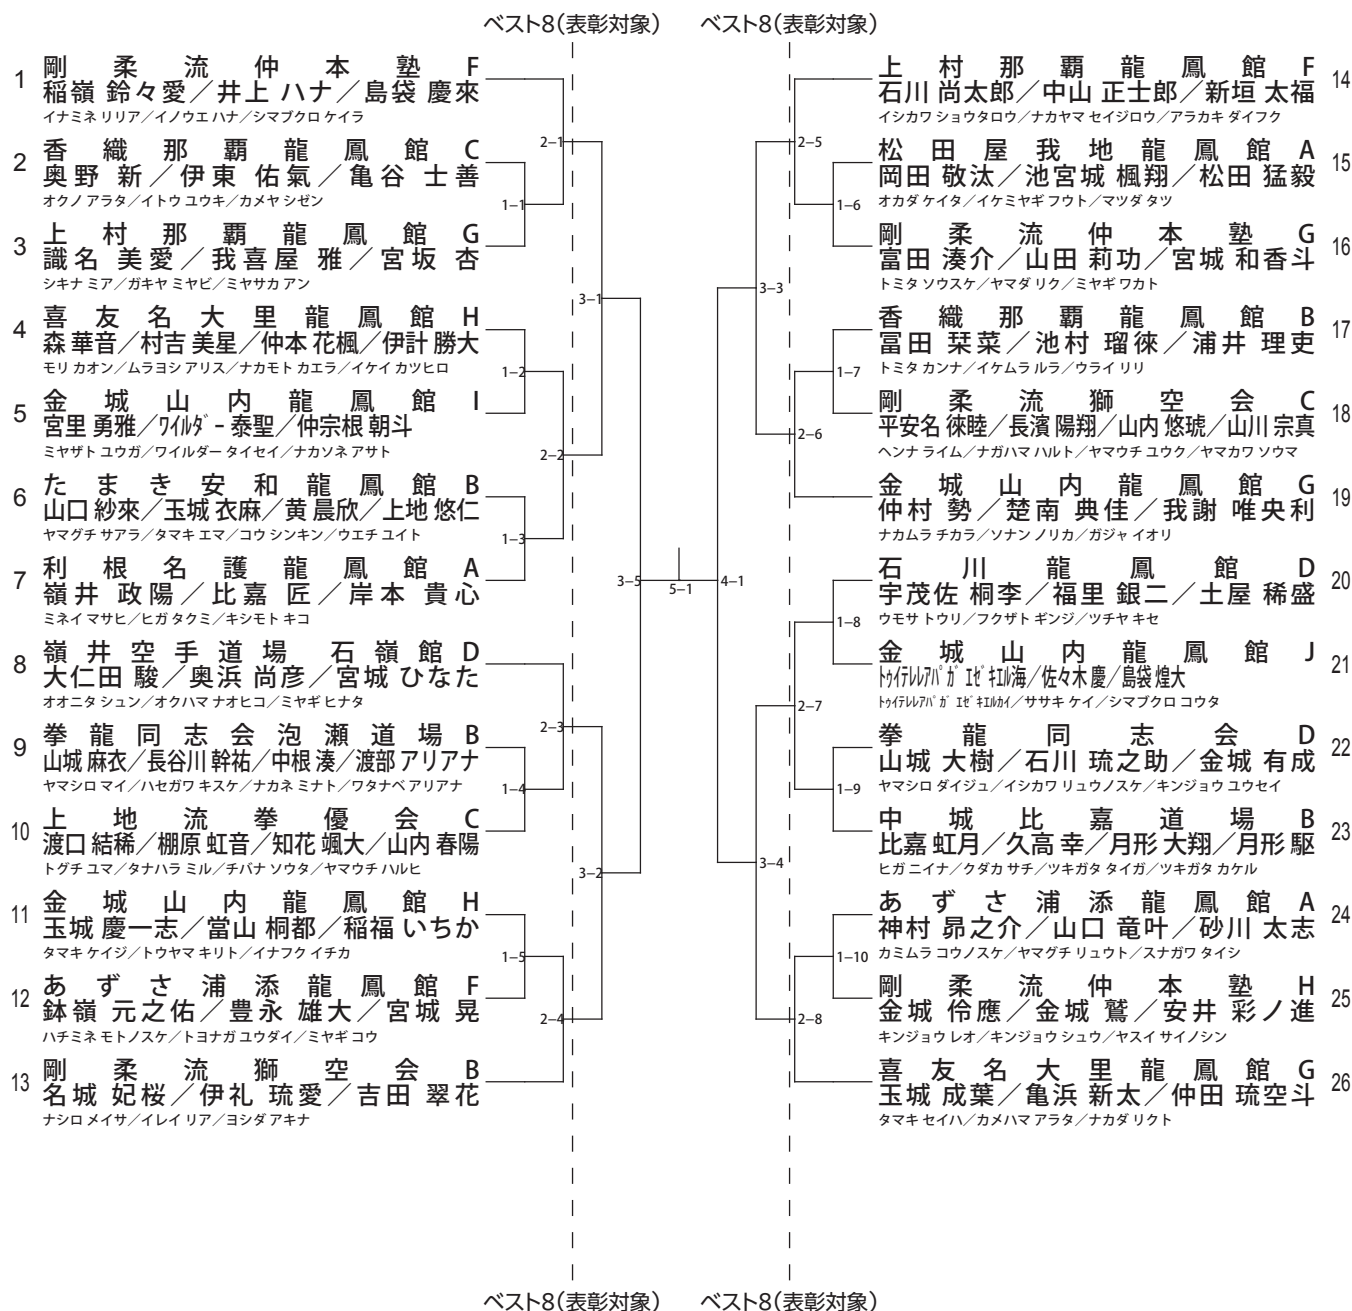 ベスト8(表彰対象) ベスト8(表彰対象)
1 剛柔流仲本塾 F
稲嶺 鈴々愛／井上 ハナ／島袋 慶來
イナミネ リリア／イノウエ ハナ／シマブクロ ケイラ
2 香織那覇龍鳳館 C
奥野 新／伊東 佑氣／亀谷 士善
オクノ アラタ／イトウ ユウキ／カメヤ シゼン
3 上村那覇龍鳳館 G
識名 美愛／我喜屋 雅／宮坂 杏
シキナ ミア／ガキヤ ミヤビ／ミヤサカ アン
4 喜友名大里龍鳳館 H
森 華音／村吉 美星／仲本 花楓／伊計 勝大
モリ カオン／ムラヨシ アリス／ナカモト カエラ／イケイ カツヒロ
5 金城山内龍鳳館 I
宮里 勇雅／ワイルダｰ 泰聖／仲宗根 朝斗
ミヤザト ユウガ／ワイルダー タイセイ／ナカソネ アサト
6 たまき安和龍鳳館 B
山口 紗來／玉城 衣麻／黄 晨欣／上地 悠仁
ヤマグチ サアラ／タマキ エマ／コウ シンキン／ウエチ ユイト
7 利根名護龍鳳館 A
嶺井 政陽／比嘉 匠／岸本 貴心
ミネイ マサヒ／ヒガ タクミ／キシモト キコ
8 嶺井空手道場 石嶺館 D
大仁田 駿／奥浜 尚彦／宮城 ひなた
オオニタ シュン／オクハマ ナオヒコ／ミヤギ ヒナタ
9 拳龍同志会泡瀬道場 B
山城 麻衣／長谷川 幹祐／中根 湊／渡部 アリアナ
ヤマシロ マイ／ハセガワ キスケ／ナカネ ミナト／ワタナベ アリアナ
10 上地流拳優会 C
渡口 結稀／棚原 虹音／知花 颯大／山内 春陽
トグチ ユマ／タナハラ ミル／チバナ ソウタ／ヤマウチ ハルヒ
11 金城山内龍鳳館 H
玉城 慶一志／當山 桐都／稲福 いちか
タマキ ケイジ／トウヤマ キリト／イナフク イチカ
12 あずさ浦添龍鳳館 F
鉢嶺 元之佑／豊永 雄大／宮城 晃
ハチミネ モトノスケ／トヨナガ ユウダイ／ミヤギ コウ
13 剛柔流獅空会 B
名城 妃桜／伊礼 琉愛／吉田 翠花
ナシロ メイサ／イレイ リア／ヨシダ アキナ
1–1
1–2
1–3
1–4
1–5
2–1
2–2
2–3
2–4
3–1
3–2
3–5
5–1
4–1
3–3
3–4
2–5
2–6
2–7
2–8
1–6
1–7
1–8
1–9
1–10
上村那覇龍鳳館 F 14
石川 尚太郎／中山 正士郎／新垣 太福
イシカワ ショウタロウ／ナカヤマ セイジロウ／アラカキ ダイフク
松田屋我地龍鳳館 A 15
岡田 敬汰／池宮城 楓翔／松田 猛毅
オカダ ケイタ／イケミヤギ フウト／マツダ タツ
剛柔流仲本塾 G 16
富田 湊介／山田 莉功／宮城 和香斗
トミタ ソウスケ／ヤマダ リク／ミヤギ ワカト
香織那覇龍鳳館 B 17
冨田 栞菜／池村 瑠徠／浦井 理吏
トミタ カンナ／イケムラ ルラ／ウライ リリ
剛柔流獅空会 C 18
平安名 徠睦／長濱 陽翔／山内 悠琥／山川 宗真
ヘンナ ライム／ナガハマ ハルト／ヤマウチ ユウク／ヤマカワ ソウマ
金城山内龍鳳館 G 19
仲村 勢／楚南 典佳／我謝 唯央利
ナカムラ チカラ／ソナン ノリカ／ガジャ イオリ
石川龍鳳館 D 20
宇茂佐 桐李／福里 銀二／土屋 稀盛
ウモサ トウリ／フクザト ギンジ／ツチヤ キセ
金城山内龍鳳館 J 21
トゥイテレレアパガ エゼキエル海／佐々木 慶／島袋 煌大
トゥイテレレアパガ エゼキエルカイ／ササキ ケイ／シマブクロ コウタ
拳龍同志会 D 22
山城 大樹／石川 琉之助／金城 有成
ヤマシロ ダイジュ／イシカワ リュウノスケ／キンジョウ ユウセイ
中城比嘉道場 B 23
比嘉 虹月／久高 幸／月形 大翔／月形 駆
ヒガ ニイナ／クダカ サチ／ツキガタ タイガ／ツキガタ カケル
あずさ浦添龍鳳館 A 24
神村 昴之介／山口 竜叶／砂川 太志
カミムラ コウノスケ／ヤマグチ リュウト／スナガワ タイシ
剛柔流仲本塾 H 25
金城 伶應／金城 鷲／安井 彩ノ進
キンジョウ レオ／キンジョウ シュウ／ヤスイ サイノシン
喜友名大里龍鳳館 G 26
玉城 成葉／亀浜 新太／仲田 琉空斗
タマキ セイハ／カメハマ アラタ／ナカダ リクト
ベスト8(表彰対象) ベスト8(表彰対象)